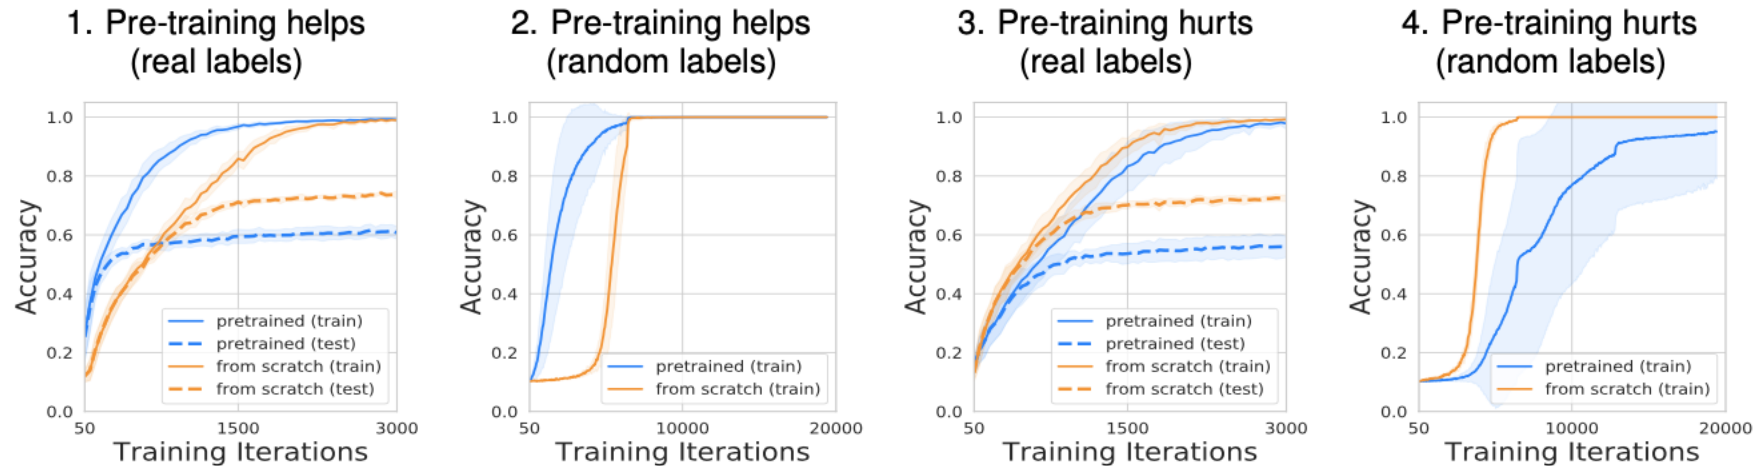 1. Pre-training helps
(real labels)
Accuracy
1.0
0.8
0.6
0.4
0.2
0.0
pretrained (train)
pretrained (test)
from scratch (train)
from scratch (test)
50 1500 3000
Training Iterations
2. Pre-training helps
(random labels)
Accuracy
1.0
0.8
0.6
0.4
0.2
0.0
pretrained (train)
from scratch (train)
50 10000 20000
Training Iterations
3. Pre-training hurts
(real labels)
Accuracy
1.0
0.8
0.6
0.4
0.2
0.0
pretrained (train)
pretrained (test)
from scratch (train)
from scratch (test)
50 1500 3000
Training Iterations
4. Pre-training hurts
(random labels)
Accuracy
1.0
0.8
0.6
0.4
0.2
0.0
pretrained (train)
from scratch (train)
50 10000 20000
Training Iterations